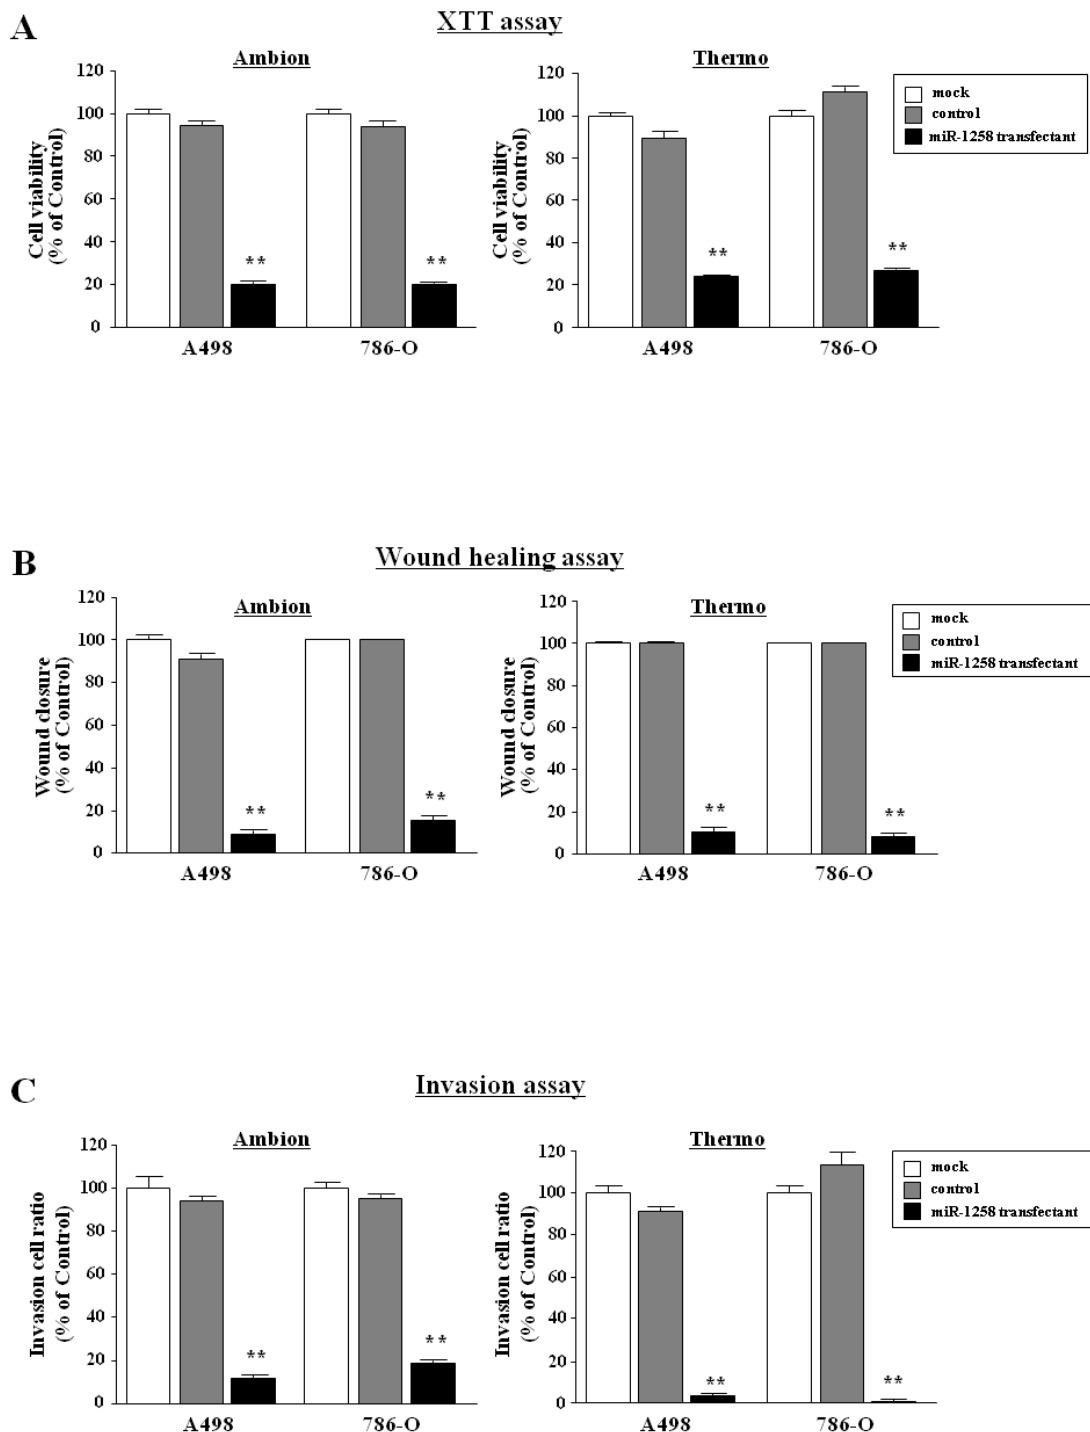 A
XTT assay
Ambion
Thermo
120
100
80
60
40
20
0
Cell viability
(% of Control)
**
**
A498
786-O
120
100
80
60
40
20
0
Cell viability
(% of Control)
**
**
A498
786-O
mock
control
miR-1258 transfectant
B
Wound healing assay
Ambion
Thermo
120
100
80
60
40
20
0
Wound closure
(% of Control)
**
**
A498
786-O
120
100
80
60
40
20
0
Wound closure
(% of Control)
**
**
A498
786-O
mock
control
miR-1258 transfectant
C
Invasion assay
Ambion
Thermo
120
100
80
60
40
20
0
Invasion cell ratio
(% of Control)
**
**
A498
786-O
120
100
80
60
40
20
0
Invasion cell ratio
(% of Control)
**
**
A498
786-O
mock
control
miR-1258 transfectant